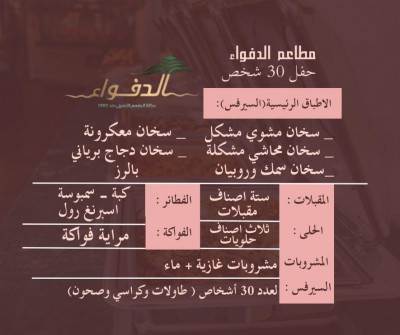 مطاعم الدفواء
حفل 30 شخص
الدفواء
الاطباق الرئيسية(السيرفس):
_ سخان مشوي مشكل
_ سخان معكرونة
_ سخان محاشي مشكلة
_ سخان دجاج برياني بالرز
_ سخان سمك وروبيان
المقبلات :
ستة اصناف مقبلات
الفطائر :
كبة _ سمبوسة
اسبرنغ رول
الحلى :
ثلاث اصناف حلويات
الفواكة :
مراية فواكة
المشروبات :
مشروبات غازية + ماء
السيرفس :
لعدد 30 أشخاص ( طاولات وكراسي وصحون)